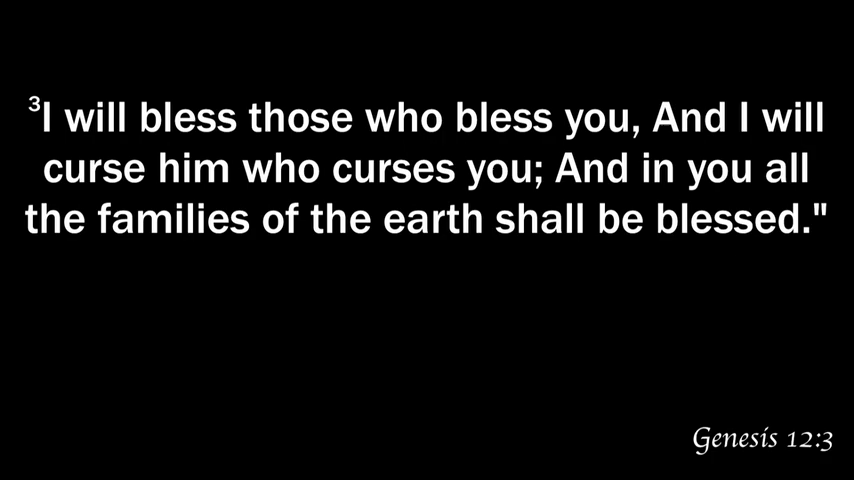 ³I will bless those who bless you, And I will
curse him who curses you; And in you all
the families of the earth shall be blessed."
Genesis 12:3